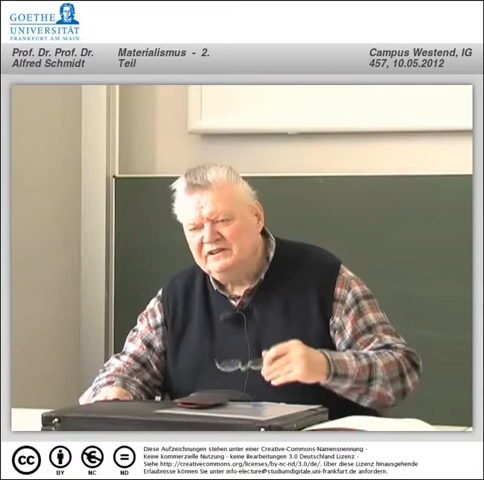 GOETHE
UNIVERSITÄT
FRANKFURT AM MAIN
Prof. Dr. Prof. Dr. Materialismus - 2. Campus Westend, IG
Alfred Schmidt Teil 457, 10.05.2012
cc BY NC ND
Diese Aufzeichnungen stehen unter einer Creative-Commons-Namensnennung -
Keine kommerzielle Nutzung - keine Bearbeitungen 3.0 Deutschland Lizenz -
Siehe http://creativecommons.org/licenses/by-nc-nd/3.0/de/. Über diese Lizenz hinausgehende
Erlaubnisse können Sie unter info-electure@studiumdigitale.uni-frankfurt.de anfordern.